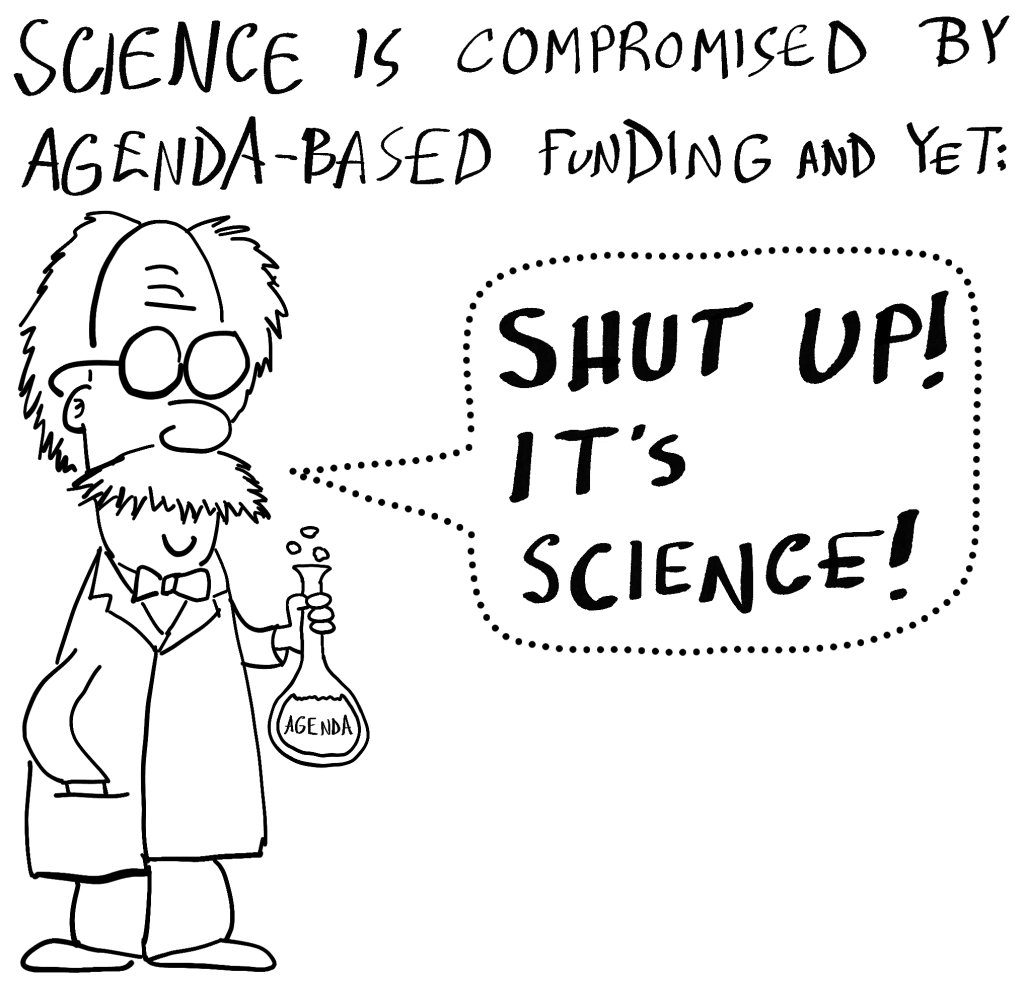 SCIENCE IS COMPROMISED BY
AGENDA-BASED FUNDING AND YET:
SHUT UP!
IT'S
SCIENCE!
AGENDA